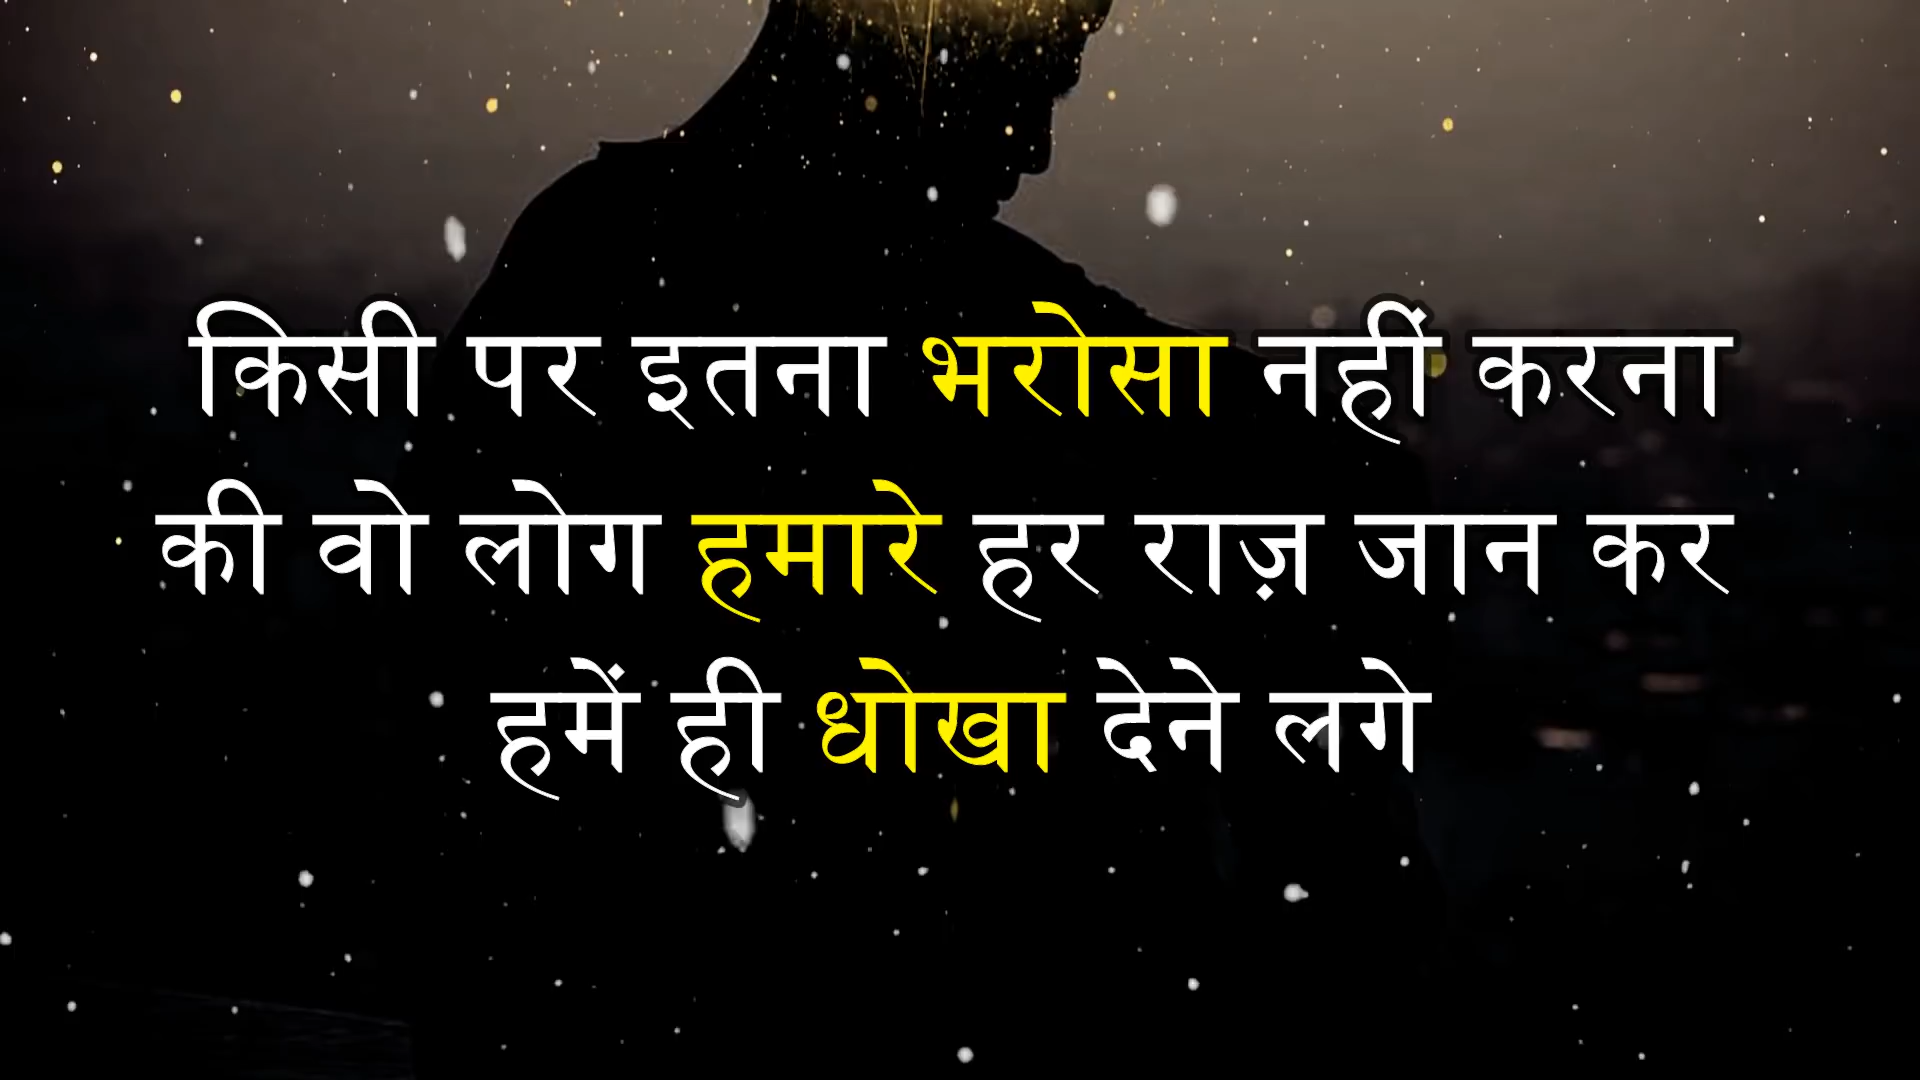 किसी पर इतना भरोसा नहीं करना
की वो लोग हमारे हर राज़ जान कर
हमें ही धोखा देने लगे